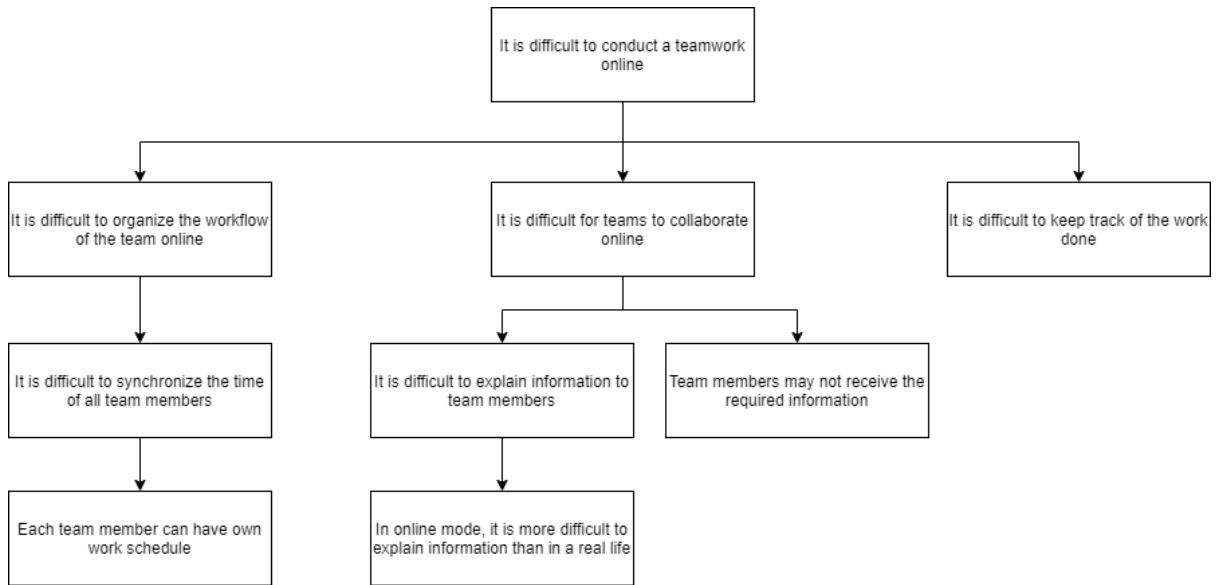 It is difficult to conduct a teamwork
online
It is difficult to organize the workflow
of the team online
It is difficult for teams to collaborate
online
It is difficult to keep track of the work
done
It is difficult to synchronize the time
of all team members
It is difficult to explain information to
team members
Team members may not receive the
required information
Each team member can have own
work schedule
In online mode, it is more difficult to
explain information than in a real life